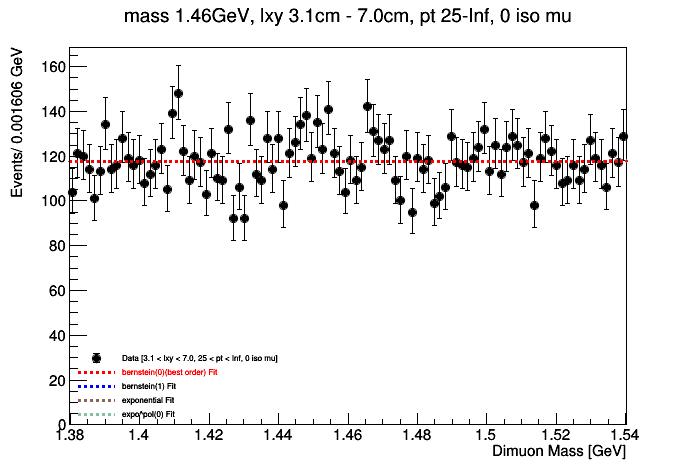 mass 1.46GeV, lxy 3.1cm - 7.0cm, pt 25-Inf, 0 iso mu
Events/ 0.001606 GeV
160
140
120
100
80
60
40
20
0
Data [3.1 < lxy < 7.0, 25 < pt < Inf, 0 iso mu]
bernstein(0)(best order) Fit
bernstein(1) Fit
exponential Fit
expo*pol(0) Fit
1.38 1.4 1.42 1.44 1.46 1.48 1.5 1.52 1.54
Dimuon Mass [GeV]